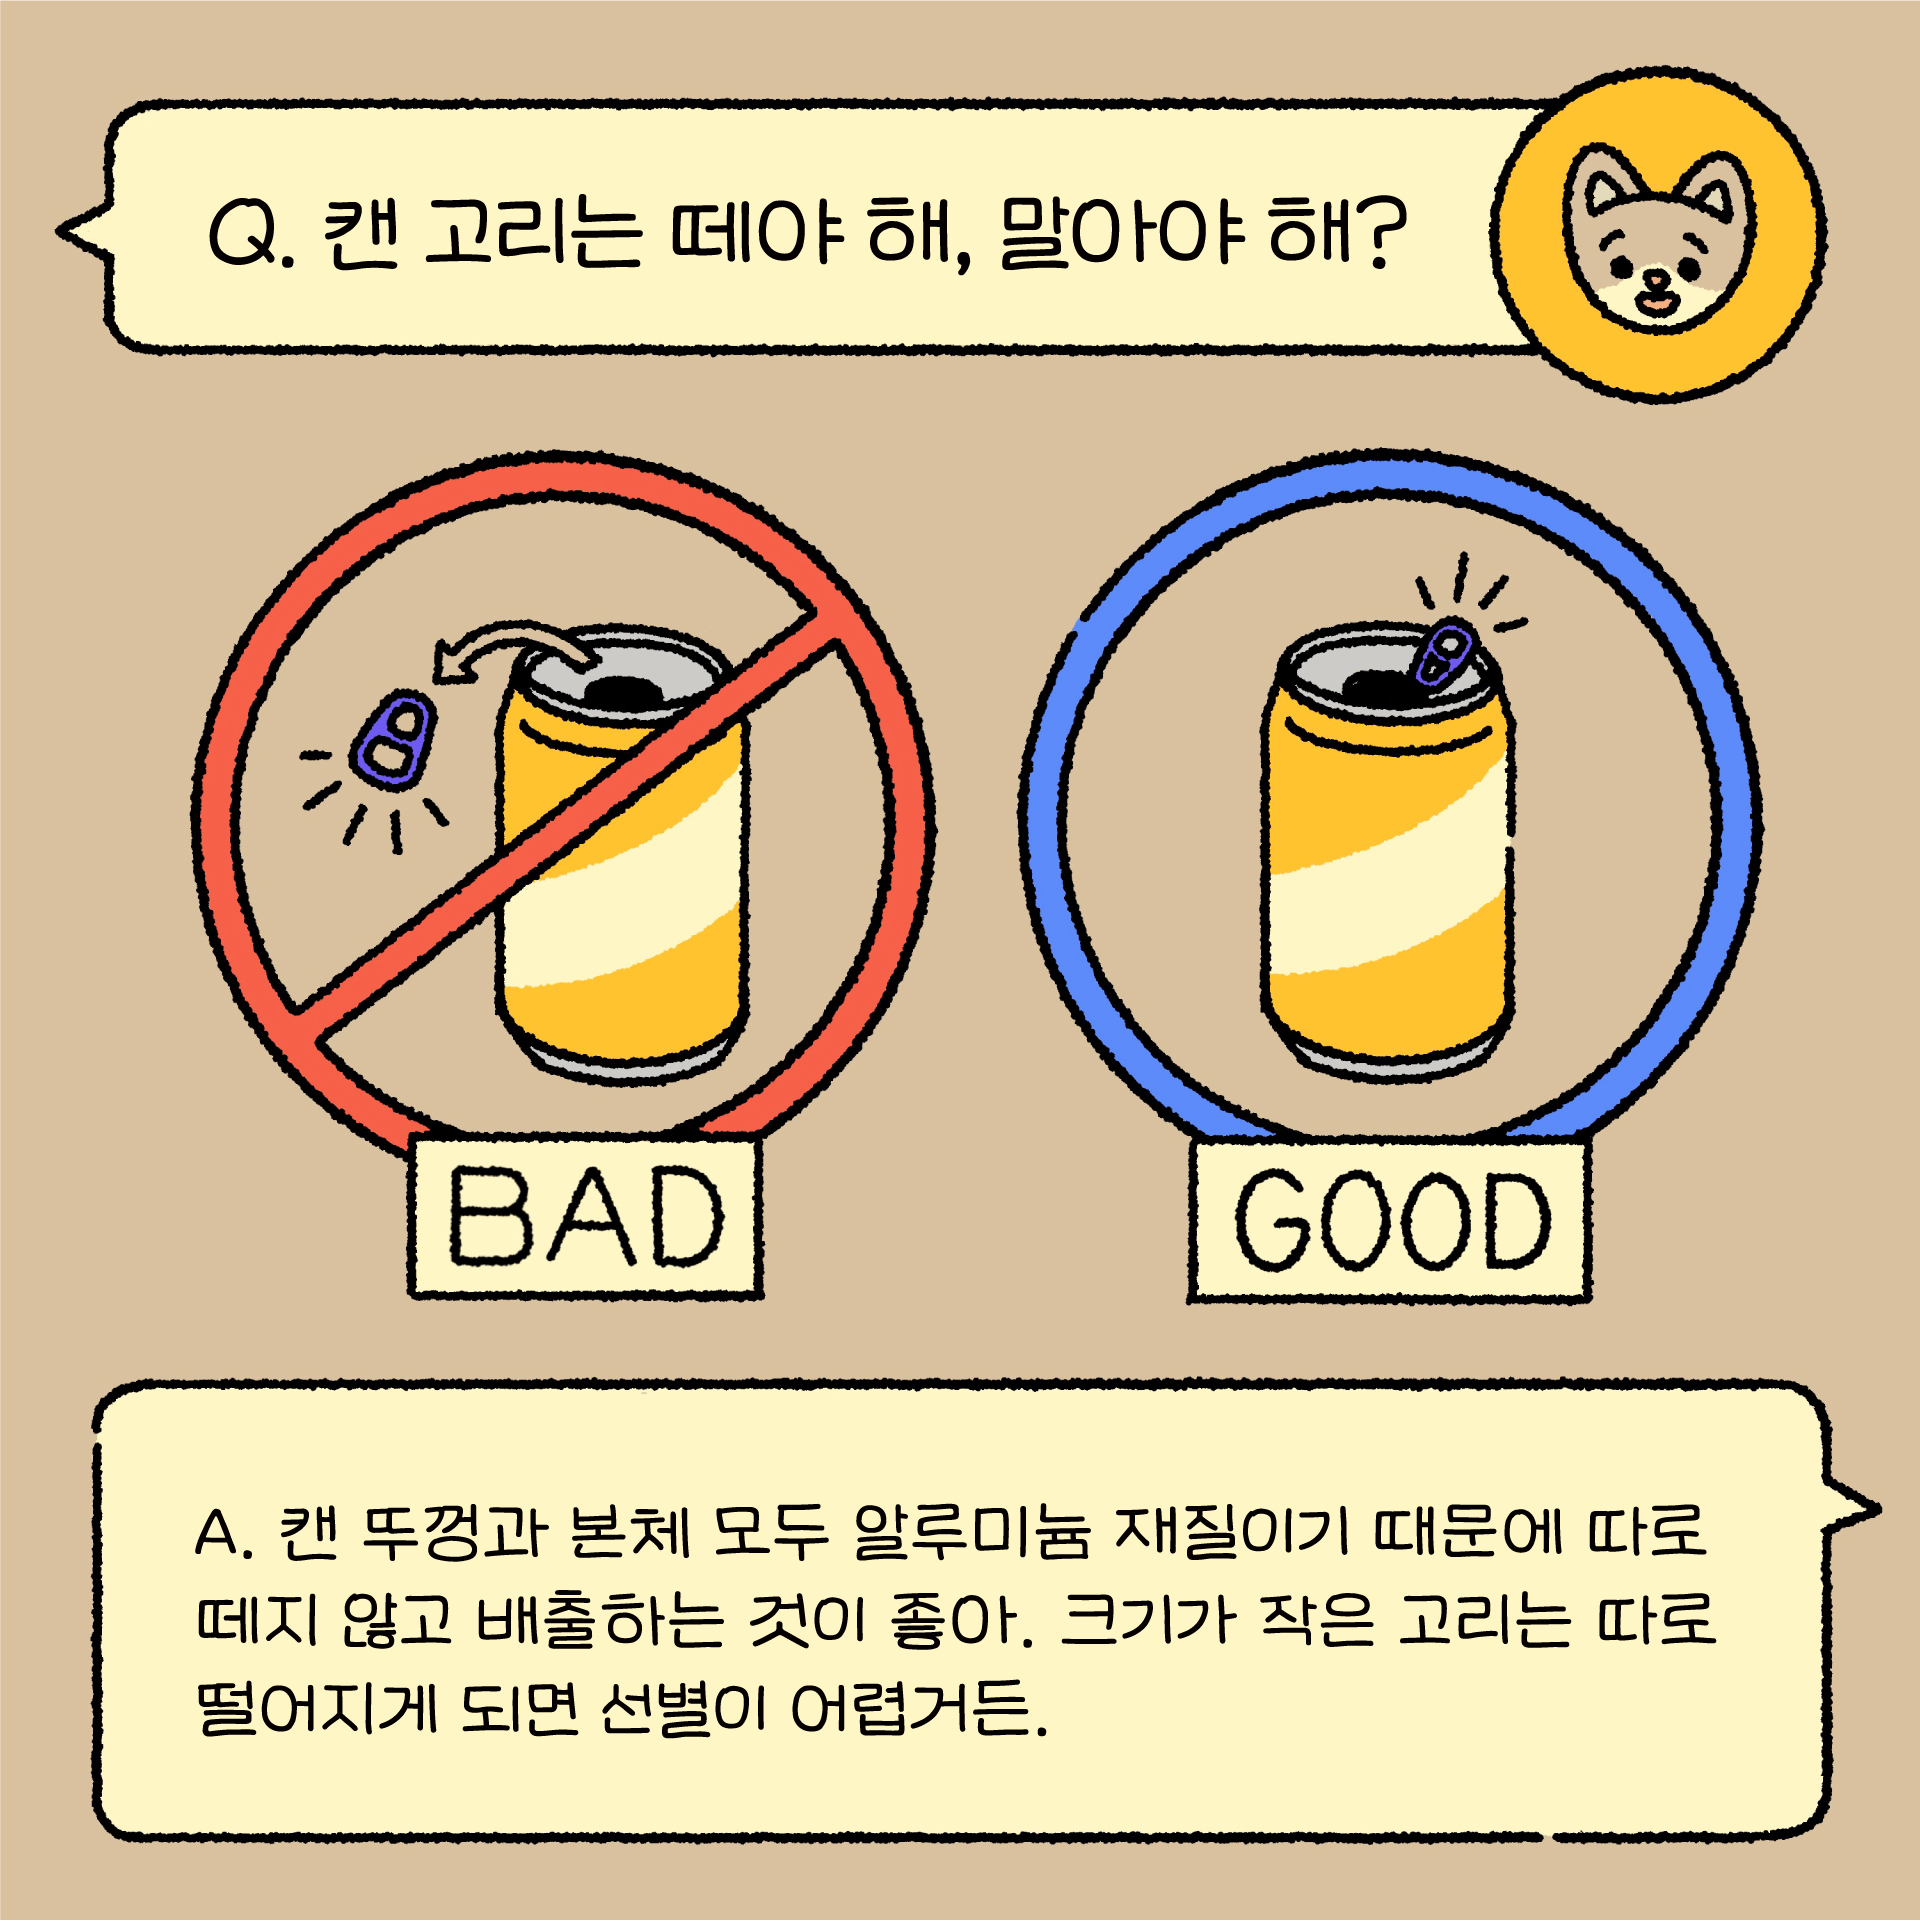 Q. 캔 고리는 떼야 해, 말아야 해?
BAD
GOOD
A. 캔 뚜껑과 본체 모두 알루미늄 재질이기 때문에 따로
떼지 않고 배출하는 것이 좋아. 크기가 작은 고리는 따로
떨어지게 되면 선별이 어렵거든.